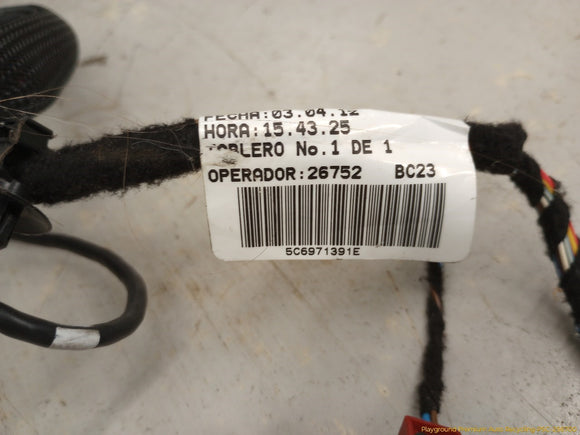 FECHA:03.04.12
HORA:15.43.25
TABLERO No.1 DE 1
OPERADOR:26752 BC23
5C6971391E